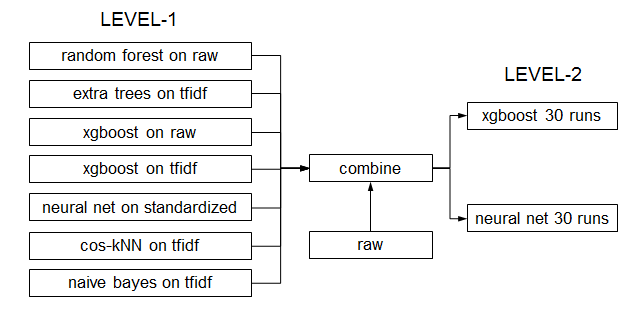 LEVEL-1
random forest on raw
extra trees on tfidf
xgboost on raw
xgboost on tfidf
neural net on standardized
cos-kNN on tfidf
naive bayes on tfidf
combine
raw
LEVEL-2
xgboost 30 runs
neural net 30 runs